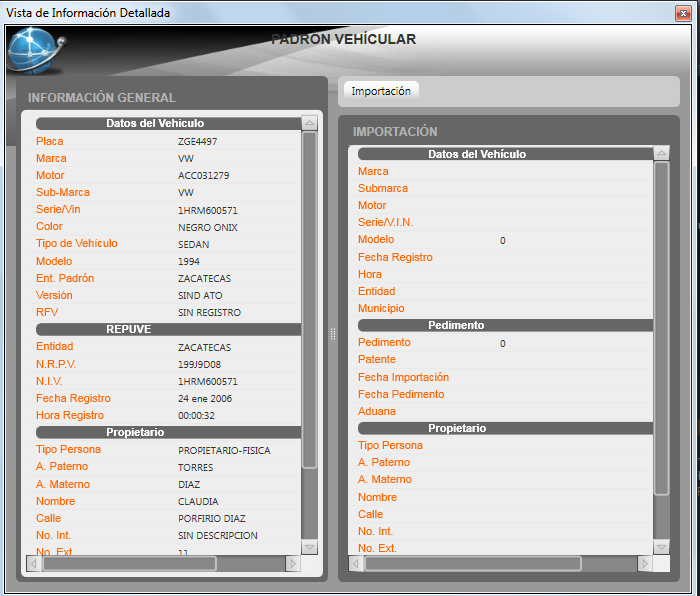 Vista de Información Detallada
PADRÓN VEHÍCULAR
INFORMACIÓN GENERAL
Datos del Vehiculo
Placa ZGE4497
Marca VW
Motor ACC031279
Sub-Marca VW
Serie/Vin 1HRM600571
Color NEGRO ONIX
Tipo de Vehículo SEDAN
Modelo 1994
Ent. Padrón ZACATECAS
Versión SIND ATO
RFV SIN REGISTRO
REPUVE
Entidad ZACATECAS
N.R.P.V. 199J9D08
N.I.V. 1HRM600571
Fecha Registro 24 ene 2006
Hora Registro 00:00:32
Propietario
Tipo Persona PROPIETARIO-FISICA
A. Paterno TORRES
A. Materno DIAZ
Nombre CLAUDIA
Calle PORFIRIO DIAZ
No. Int. SIN DESCRIPCION
No. Ext. 11
Importación
IMPORTACIÓN
Datos del Vehículo
Marca
Submarca
Motor
Serie/V.I.N.
Modelo 0
Fecha Registro
Hora
Entidad
Municipio
Pedimento
Pedimento 0
Patente
Fecha Importación
Fecha Pedimento
Aduana
Propietario
Tipo Persona
A. Paterno
A. Materno
Nombre
Calle
No. Int.
No. Ext.